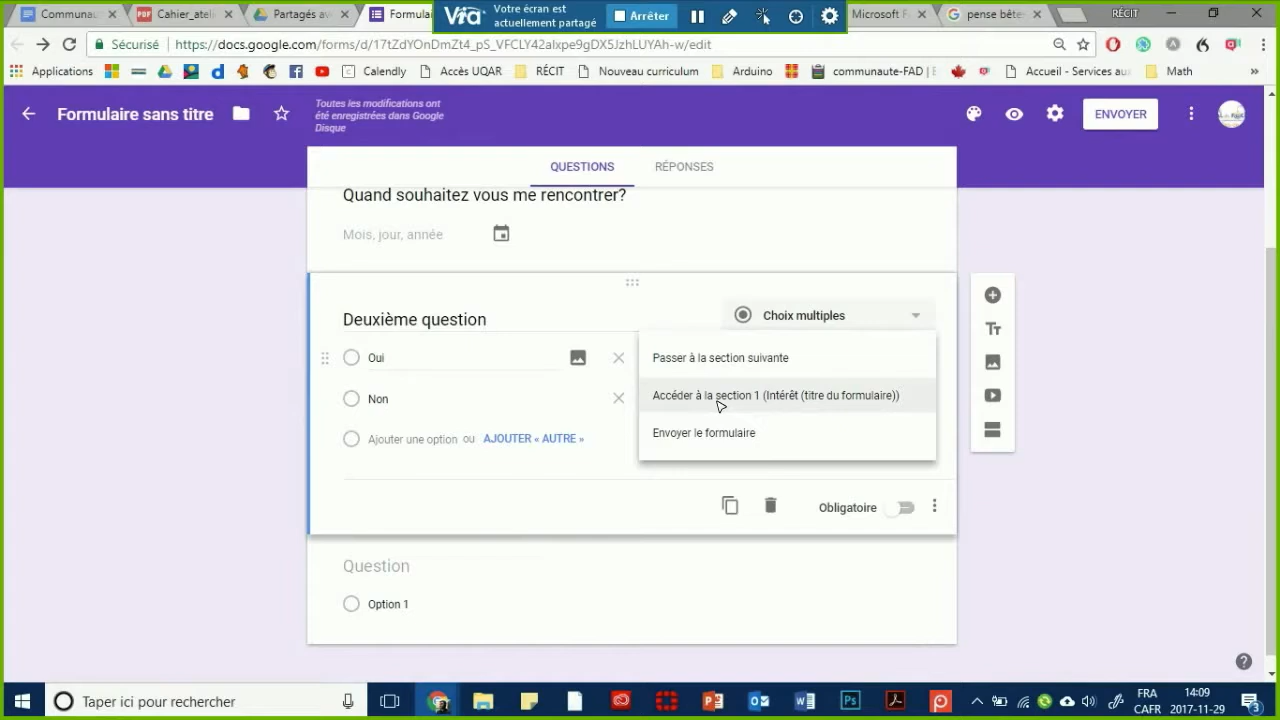 Communau
Cahier_ateli
Partagés ave
Formulai
Via
Votre écran est
actuellement partagé
Arrêter
Microsoft F
pense bêtes
RÉCIT
Sécurisé
https://docs.google.com/forms/d/17tZdYOnDmZt4_pS_VFCLY42alxpe9gDX5JzhLUYAh-w/edit
Applications
Calendly
Accès UQAR
RÉCIT
Nouveau curriculum
Arduino
communaute-FAD | E
Accueil - Services aux
Math
»
Formulaire sans titre
Toutes les modifications ont
été enregistrées dans Google
Disque
ENVOYER
QUESTIONS
RÉPONSES
Quand souhaitez vous me rencontrer?
Mois, jour, année
Deuxième question
Choix multiples
Oui
Passer à la section suivante
Non
Accéder à la section 1 (Intérêt (titre du formulaire))
Ajouter une option ou AJOUTER « AUTRE »
Envoyer le formulaire
Obligatoire
Question
Option 1
Taper ici pour rechercher
FRA
CAFR
14:09
2017-11-29
3